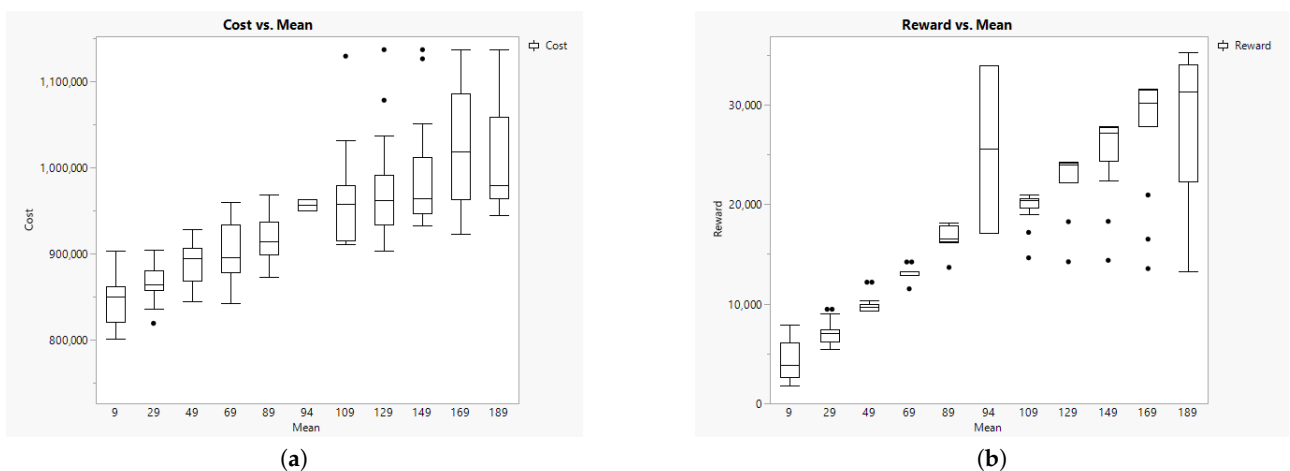 Cost vs. Mean
Cost
1,100,000
1,000,000
900,000
800,000
Cost
9 29 49 69 89 94 109 129 149 169 189
Mean
(a)
Reward vs. Mean
Reward
30,000
20,000
10,000
0
Reward
9 29 49 69 89 94 109 129 149 169 189
Mean
(b)